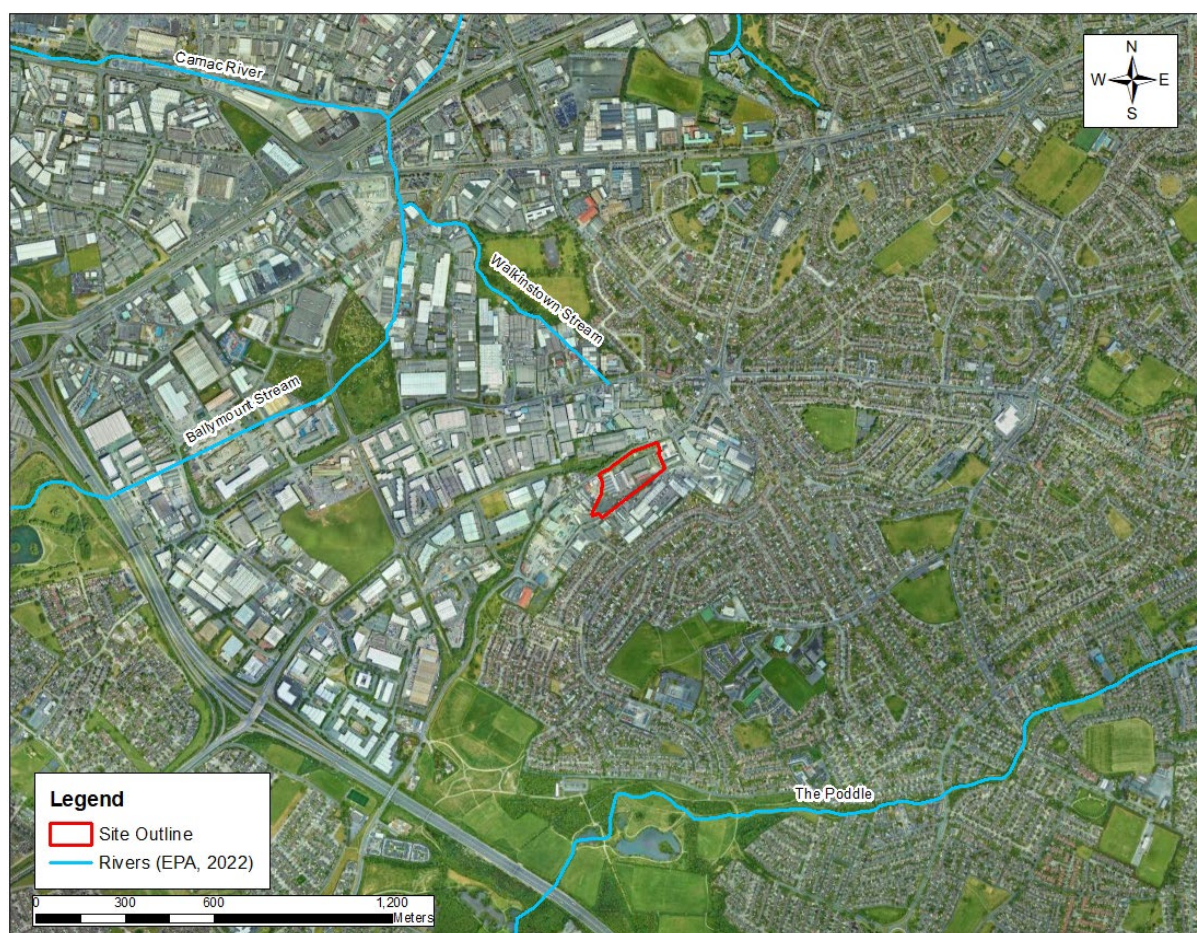 Camac River
N
W E
S
Walkinstown Stream
Ballymount Stream
The Poddle
Legend
Site Outline
Rivers (EPA, 2022)
0 300 600 1,200
Meters